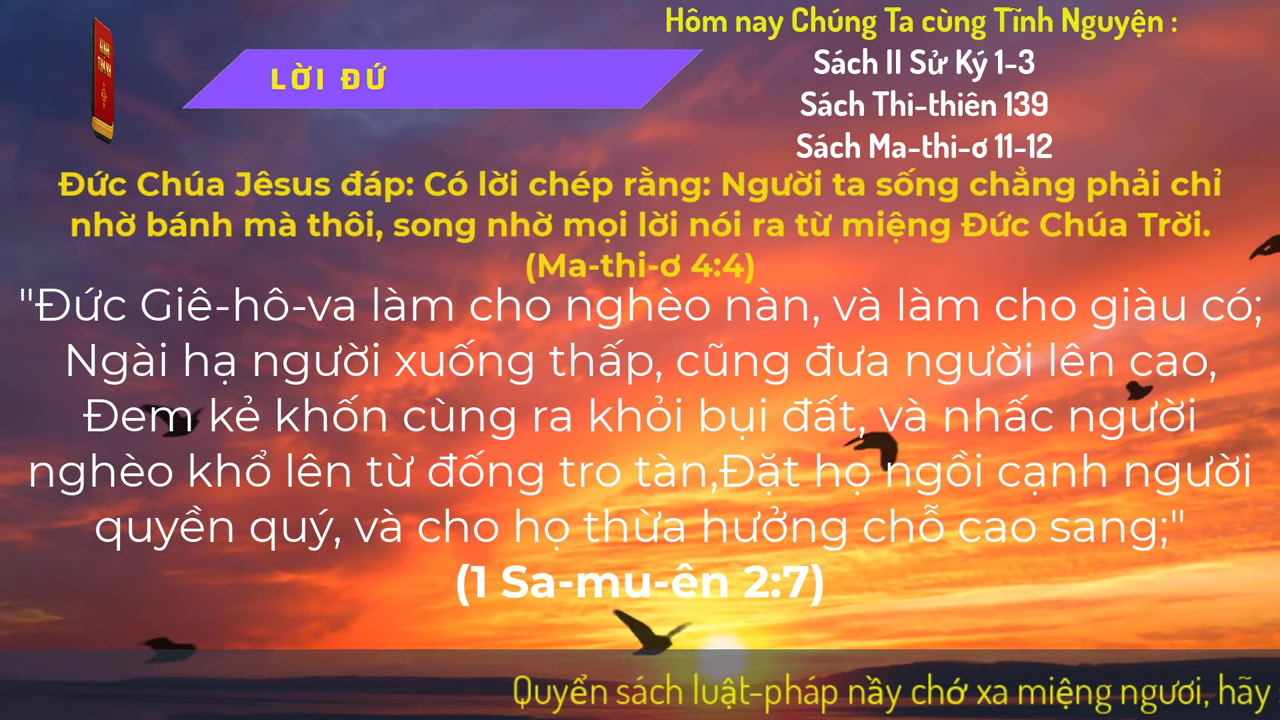 KINH
THÁNH
LỜI ĐỨ
Hôm nay Chúng Ta cùng Tĩnh Nguyện :
Sách II Sử Ký 1-3
Sách Thi-thiên 139
Sách Ma-thi-ơ 11-12
Đức Chúa Jêsus đáp: Có lời chép rằng: Người ta sống chẳng phải chỉ
nhờ bánh mà thôi, song nhờ mọi lời nói ra từ miệng Đức Chúa Trời.
(Ma-thi-ơ 4:4)
"Đức Giê-hô-va làm cho nghèo nàn, và làm cho giàu có;
Ngài hạ người xuống thấp, cũng đưa người lên cao,
Đem kẻ khốn cùng ra khỏi bụi đất, và nhấc người
nghèo khổ lên từ đống tro tàn,Đặt họ ngồi cạnh người
quyền quý, và cho họ thừa hưởng chỗ cao sang;"
(1 Sa-mu-ên 2:7)
Quyển sách luật-pháp nầy chớ xa miệng ngươi, hãy